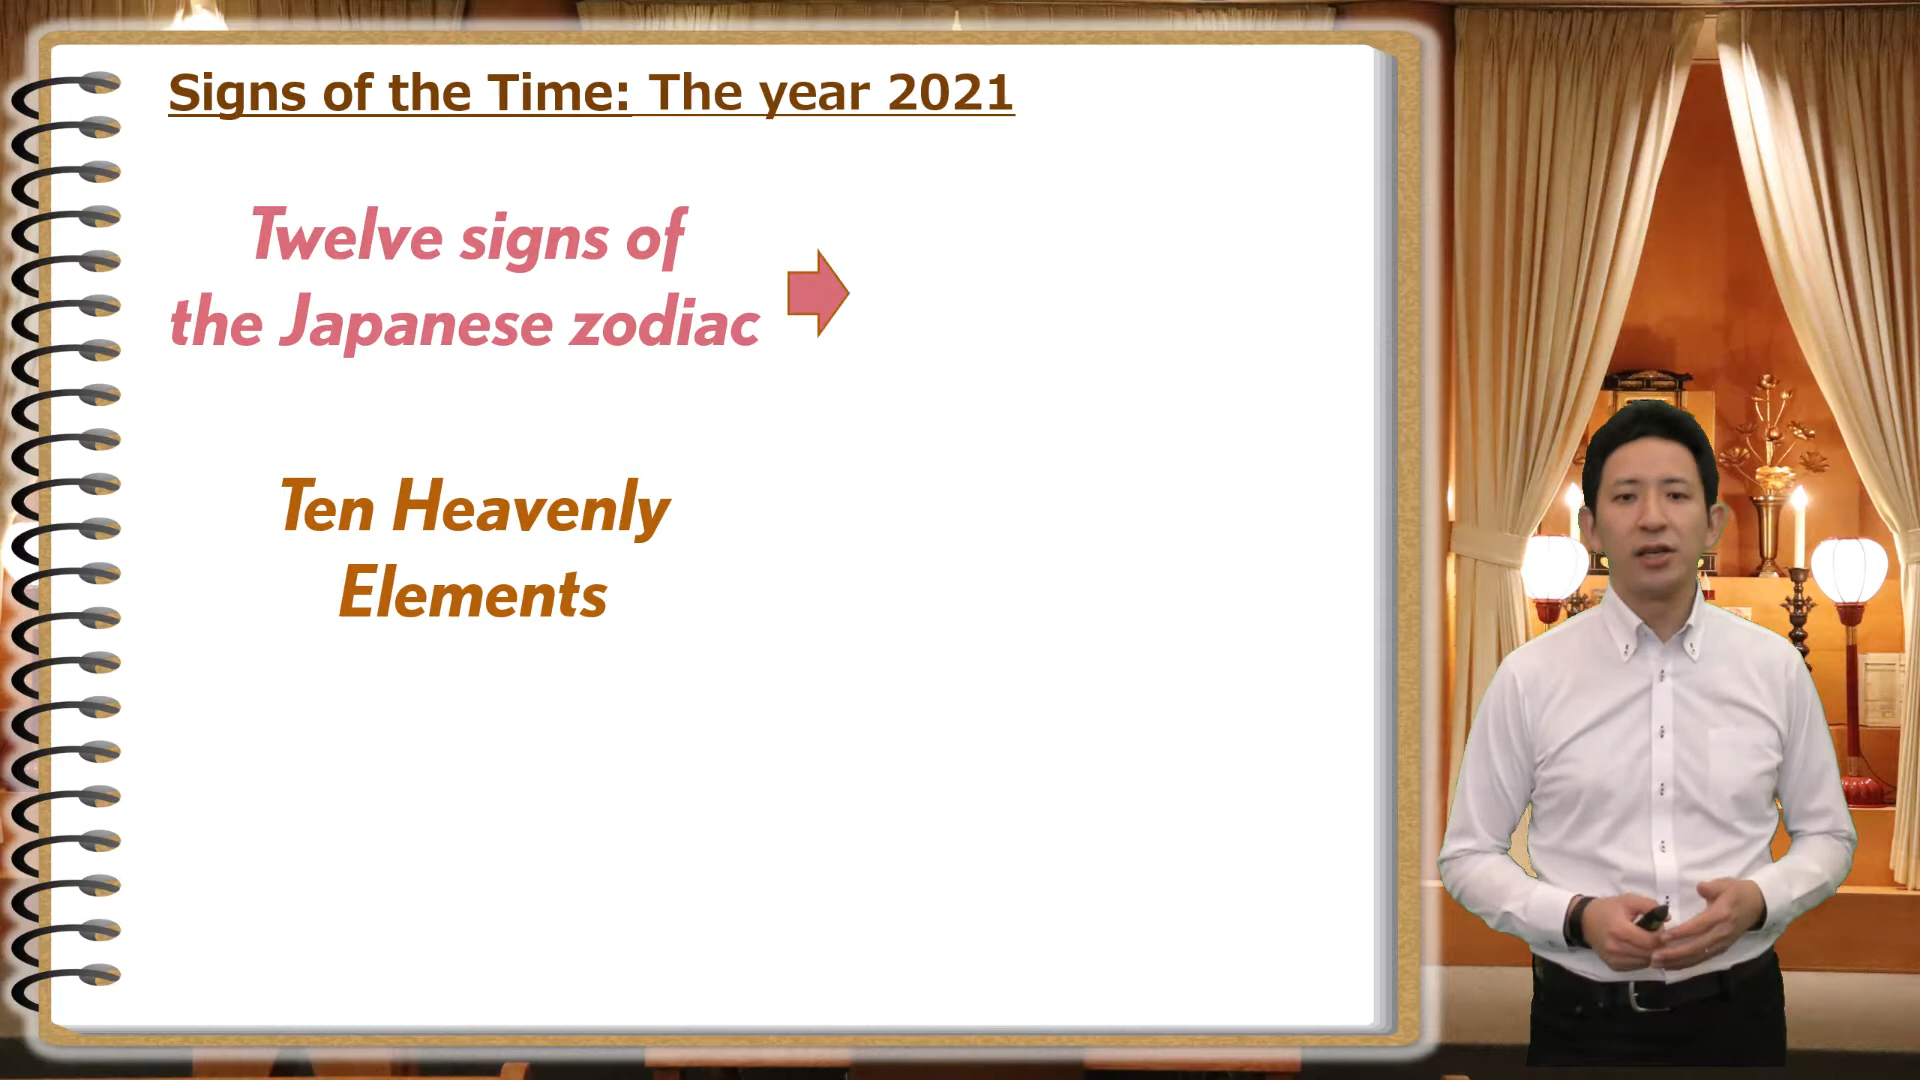 Signs of the Time: The year 2021
Twelve signs of
the Japanese zodiac
Ten Heavenly
Elements